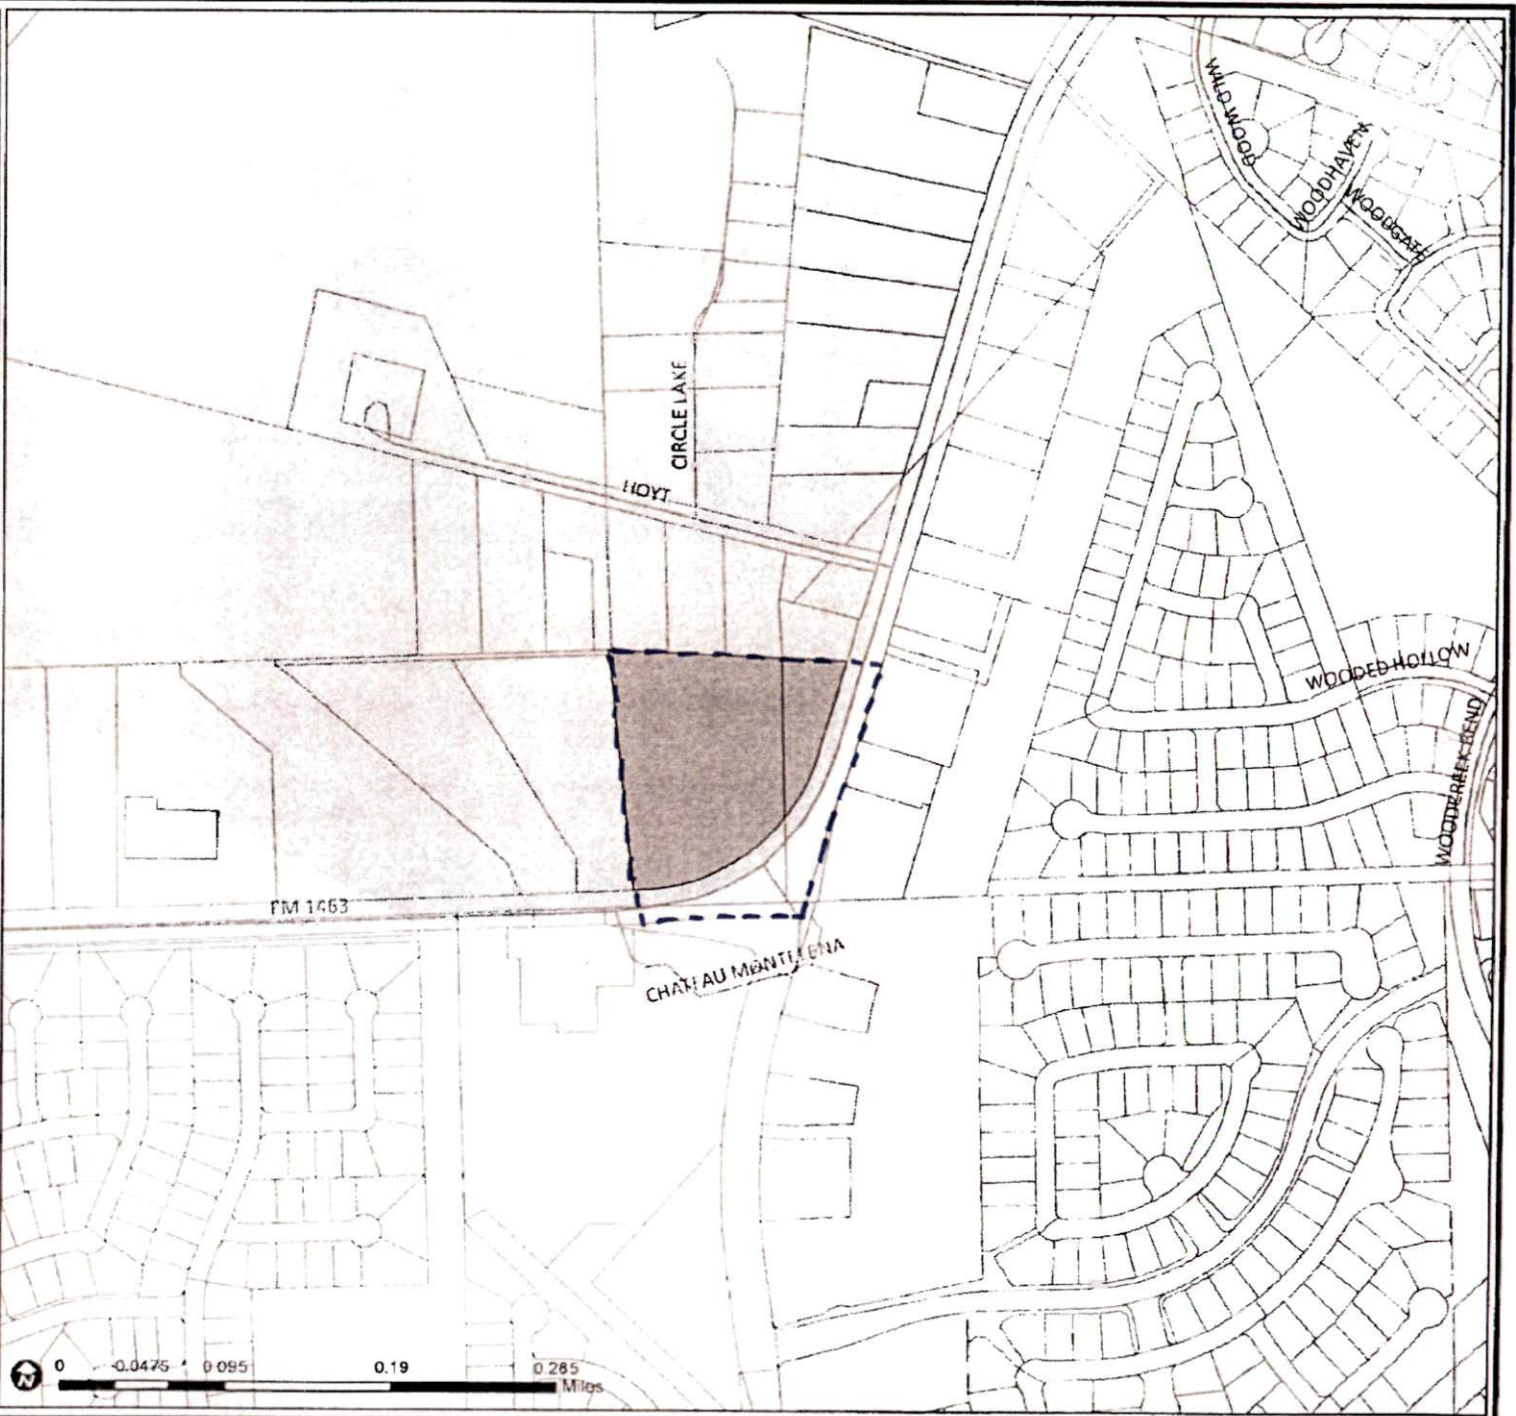 WILD WOOD
WOODHAVEN
WOODGATE
CIRCLE LAKE
HOYT
WOODED HOLLOW
WOODCREEK BEND
FM 1463
CHATEAU MONTELENA
N
0 0.0475 0.095 0.19 0.285
Miles